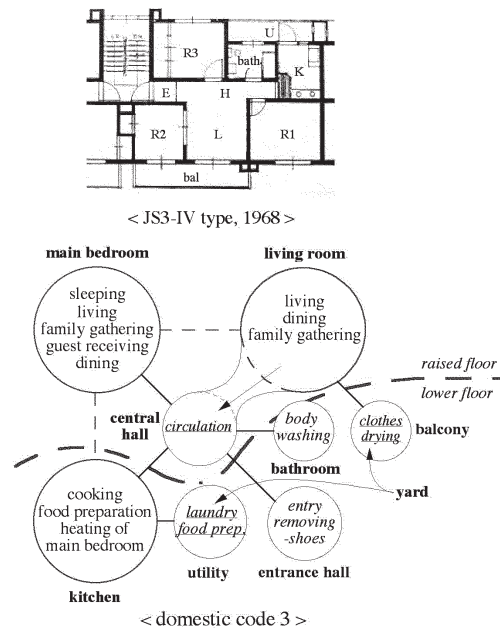 U
R3
bath
K
E
H
R2
L
R1
bal
< JS3-IV type, 1968 >
main bedroom
living room
sleeping
living
family gathering
guest receiving
dining
living
dining
family gathering
raised floor
lower floor
central
hall
circulation
body
washing
bathroom
clothes
drying
balcony
cooking
food preparation
heating of
main bedroom
kitchen
laundry
food prep.
utility
entry
removing
-shoes
entrance hall
yard
< domestic code 3 >